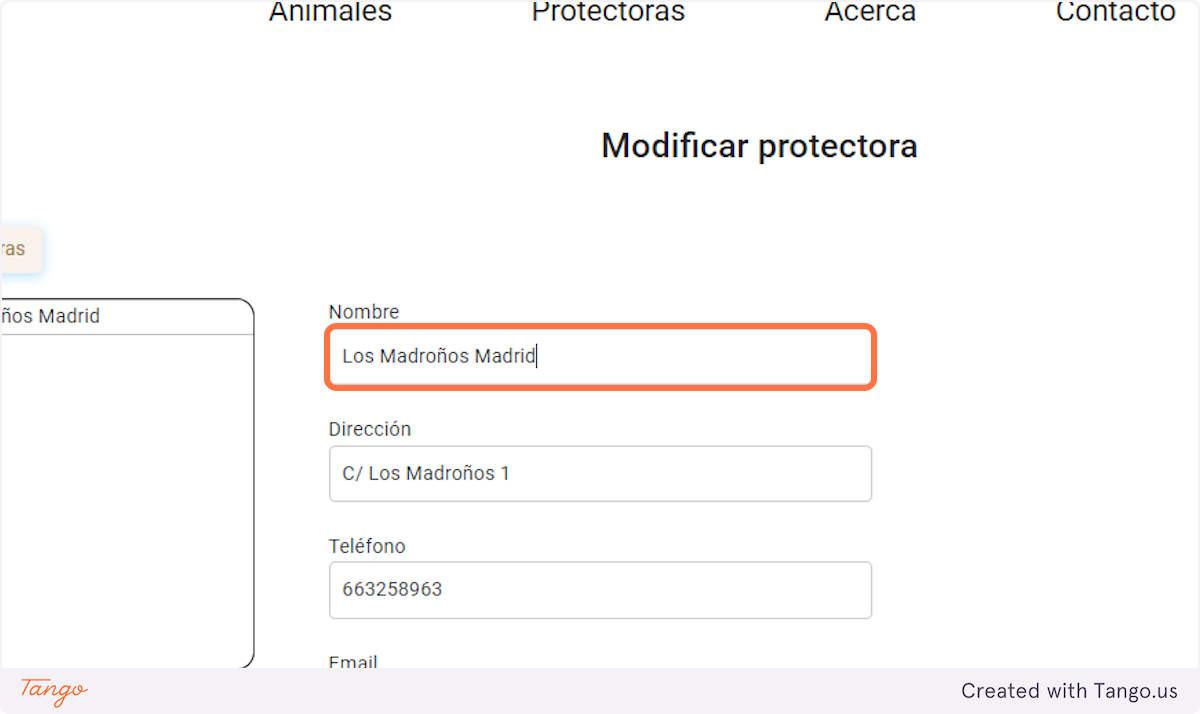 Animales Protectoras Acerca Contacto
Modificar protectora
ras
ños Madrid
Nombre
Los Madroños Madrid
Dirección
C/ Los Madroños 1
Teléfono
663258963
Email
Tango Created with Tango.us